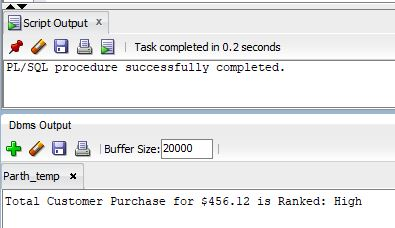 Script Output x
Task completed in 0.2 seconds
PL/SQL procedure successfully completed.
Dbms Output
Buffer Size: 20000
Parth_temp x
Total Customer Purchase for $456.12 is Ranked: High